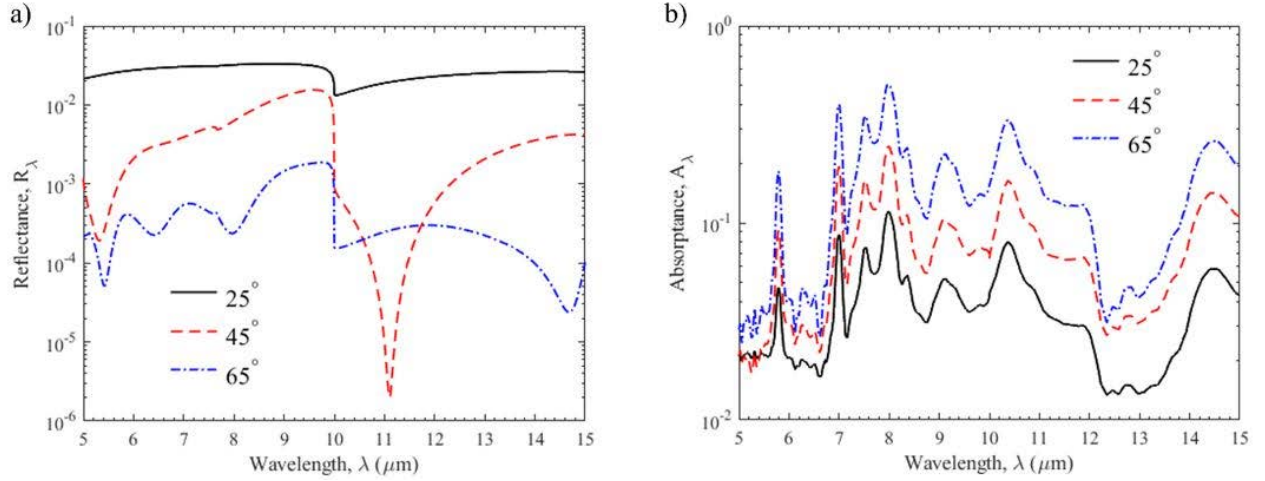 a)
10^-1
10^-2
10^-3
10^-4
10^-5
10^-6
Reflectance, R_λ
25°
45°
65°
5 6 7 8 9 10 11 12 13 14 15
Wavelength, λ (μm)
b)
10^0
10^-1
10^-2
Absorptance, A_λ
25°
45°
65°
5 6 7 8 9 10 11 12 13 14 15
Wavelength, λ (μm)